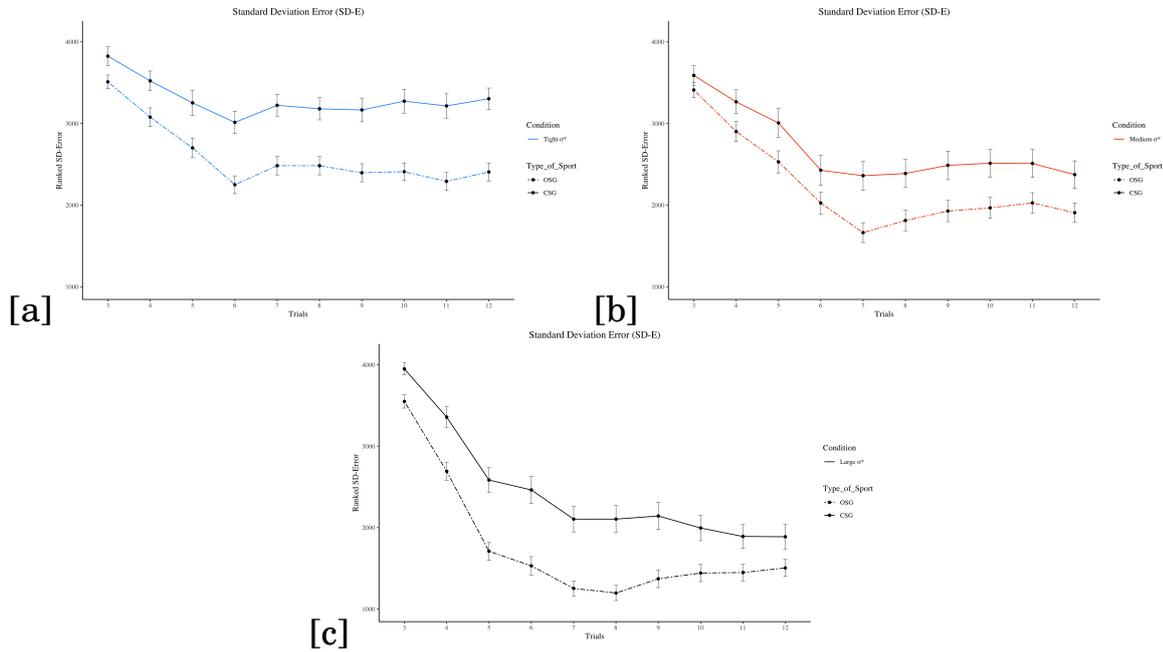 Standard Deviation Error (SD-E)
4000
3000
2000
1000
Ranked SD-Error
3 4 5 6 7 8 9 10 11 12
Trials
Condition
Tight σ*
Type_of_Sport
OSG
CSG
[a]
Standard Deviation Error (SD-E)
4000
3000
2000
1000
Ranked SD-Error
3 4 5 6 7 8 9 10 11 12
Trials
Condition
Medium σ*
Type_of_Sport
OSG
CSG
[b]
Standard Deviation Error (SD-E)
4000
3000
2000
1000
Ranked SD-Error
3 4 5 6 7 8 9 10 11 12
Trials
Condition
Large σ*
Type_of_Sport
OSG
CSG
[c]